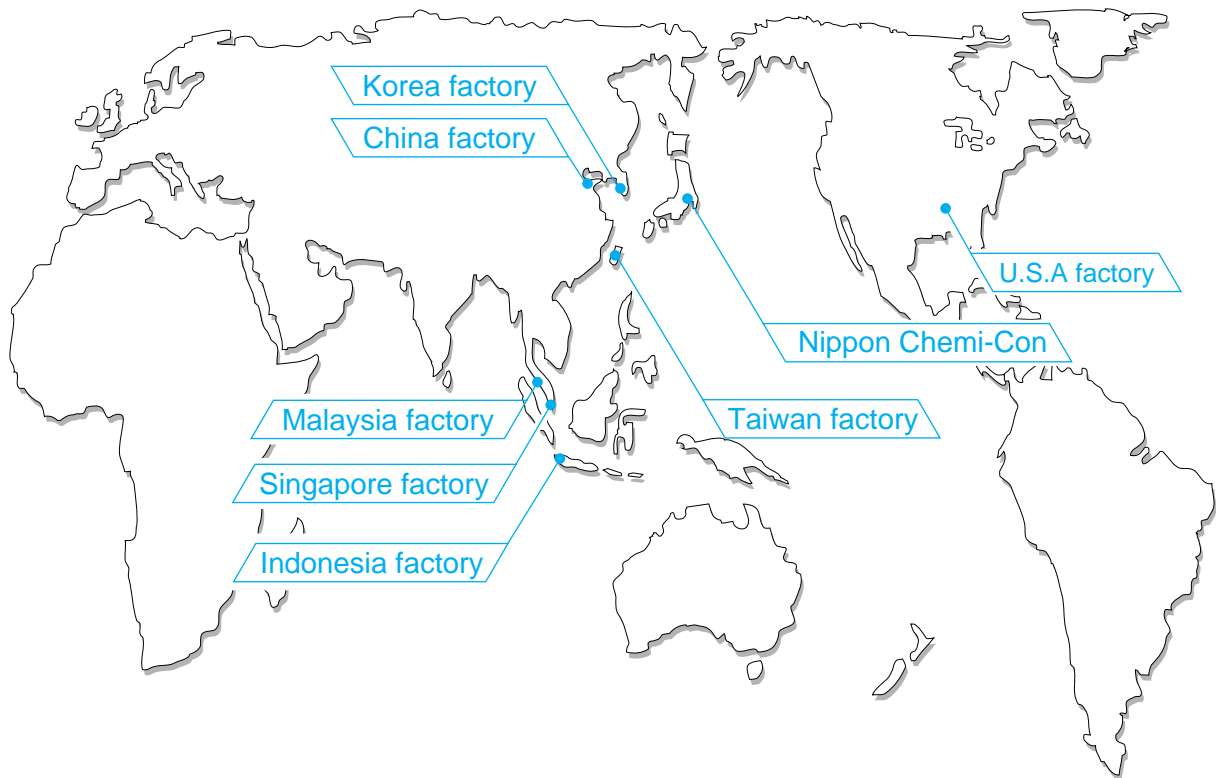 Korea factory
China factory
U.S.A factory
Nippon Chemi-Con
Malaysia factory
Taiwan factory
Singapore factory
Indonesia factory